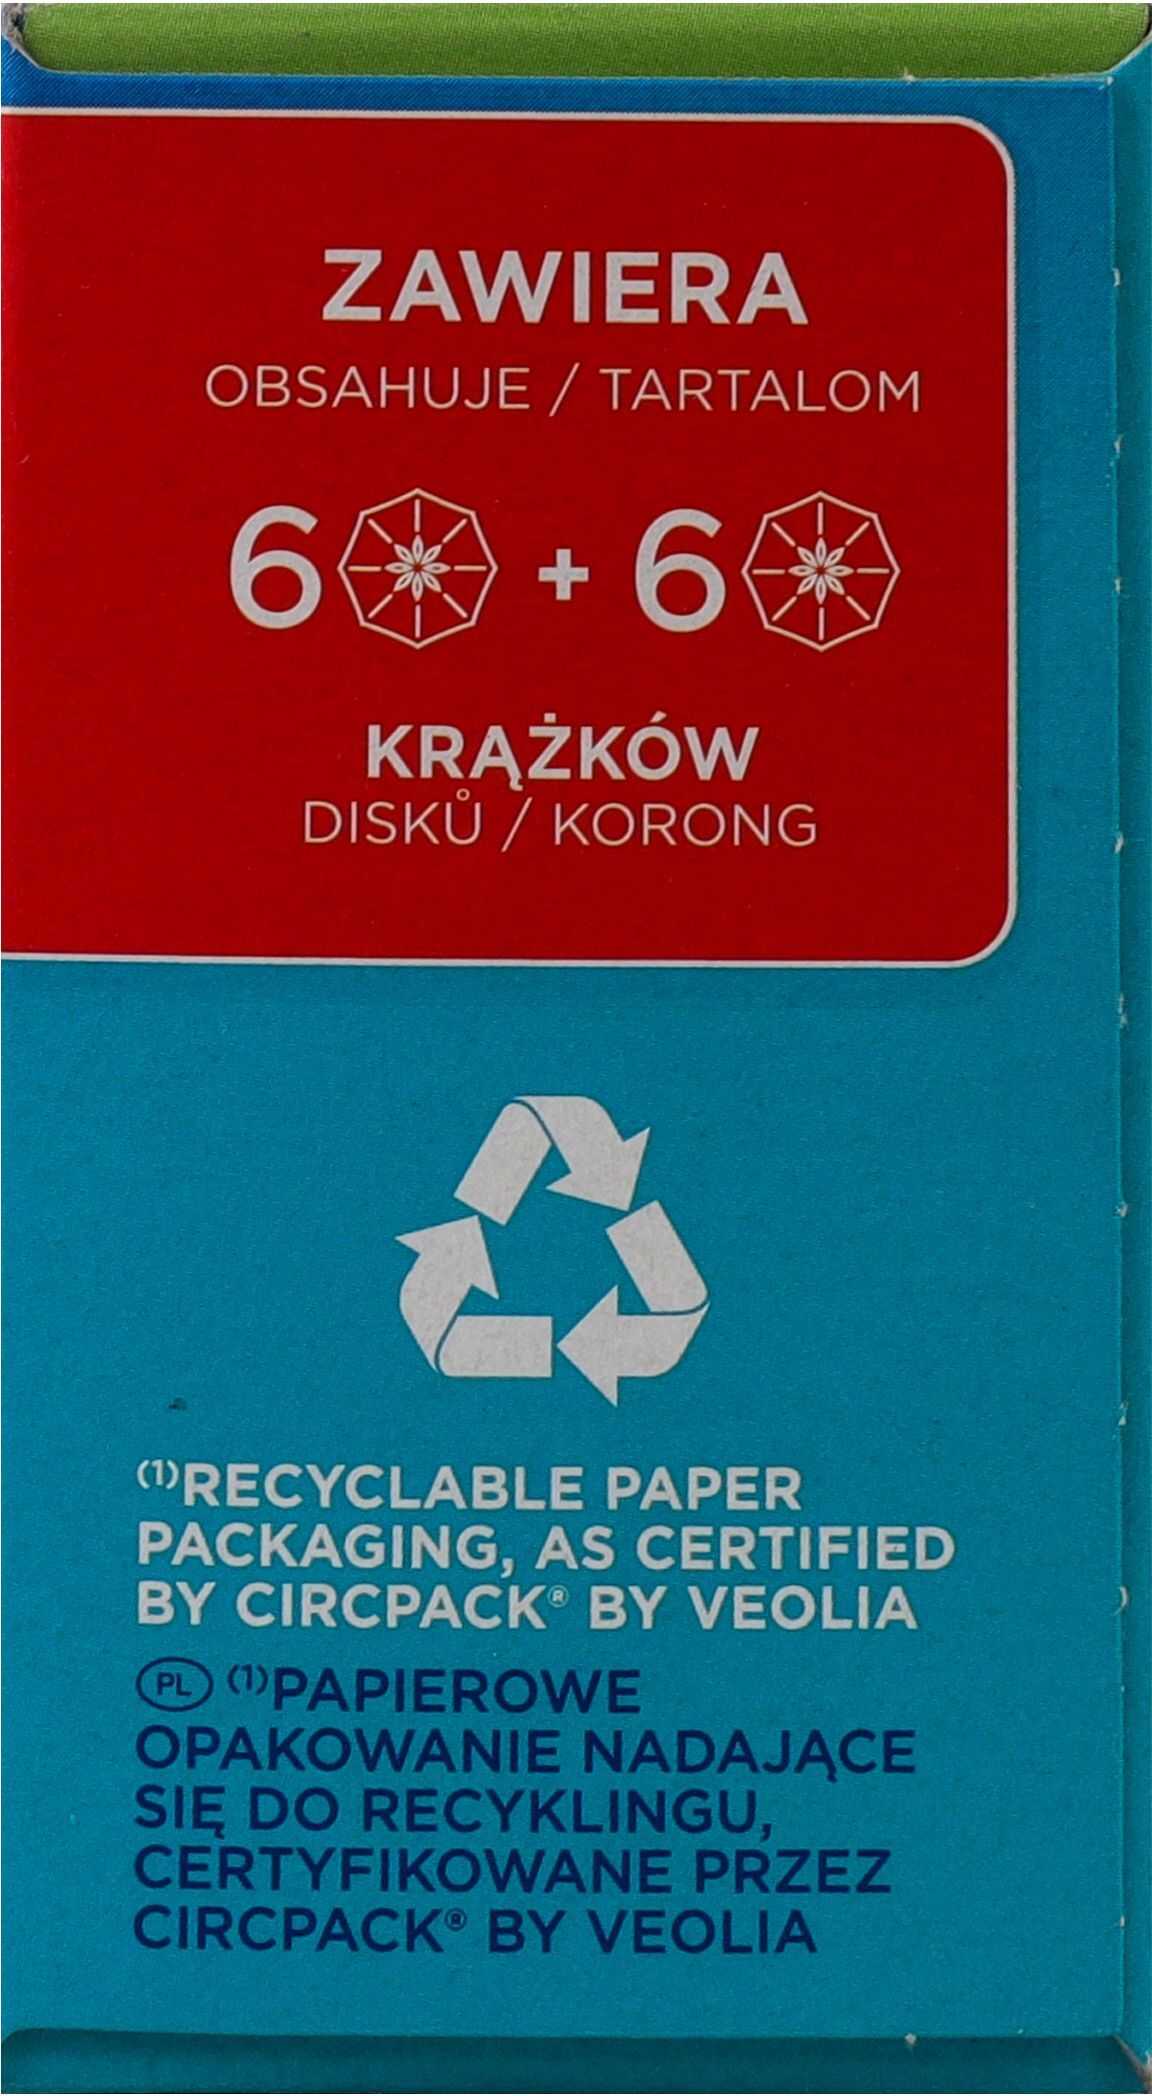 ZAWIERA
OBSAHUJE / TARTALOM
6 + 6
KRĄŻKÓW
DISKŮ / KORONG
(1)RECYCLABLE PAPER
PACKAGING, AS CERTIFIED
BY CIRCPACK® BY VEOLIA
PL (1)PAPIEROWE
OPAKOWANIE NADAJĄCE
SIĘ DO RECYKLINGU,
CERTYFIKOWANE PRZEZ
CIRCPACK® BY VEOLIA